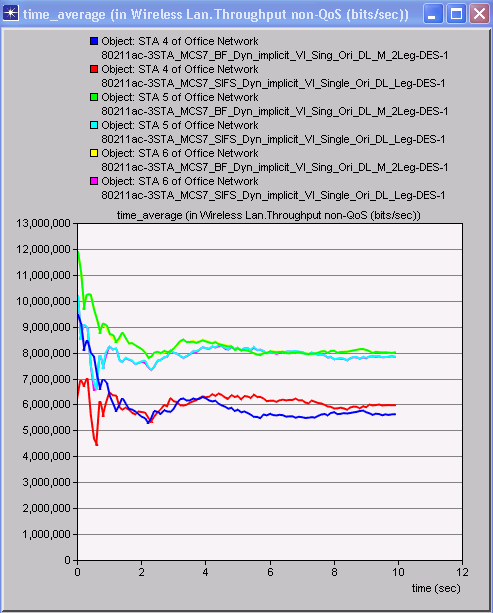 time_average (in Wireless Lan.Throughput non-QoS (bits/sec))
Object: STA 4 of Office Network
80211ac-3STA_MCS7_BF_Dyn_implicit_VI_Sing_Ori_DL_M_2Leg-DES-1
Object: STA 4 of Office Network
80211ac-3STA_MCS7_SIFS_Dyn_implicit_VI_Single_Ori_DL_Leg-DES-1
Object: STA 5 of Office Network
80211ac-3STA_MCS7_BF_Dyn_implicit_VI_Sing_Ori_DL_M_2Leg-DES-1
Object: STA 5 of Office Network
80211ac-3STA_MCS7_SIFS_Dyn_implicit_VI_Single_Ori_DL_Leg-DES-1
Object: STA 6 of Office Network
80211ac-3STA_MCS7_BF_Dyn_implicit_VI_Sing_Ori_DL_M_2Leg-DES-1
Object: STA 6 of Office Network
80211ac-3STA_MCS7_SIFS_Dyn_implicit_VI_Single_Ori_DL_Leg-DES-1
time_average (in Wireless Lan.Throughput non-QoS (bits/sec))
13,000,000
12,000,000
11,000,000
10,000,000
9,000,000
8,000,000
7,000,000
6,000,000
5,000,000
4,000,000
3,000,000
2,000,000
1,000,000
0
0 2 4 6 8 10 12
time (sec)